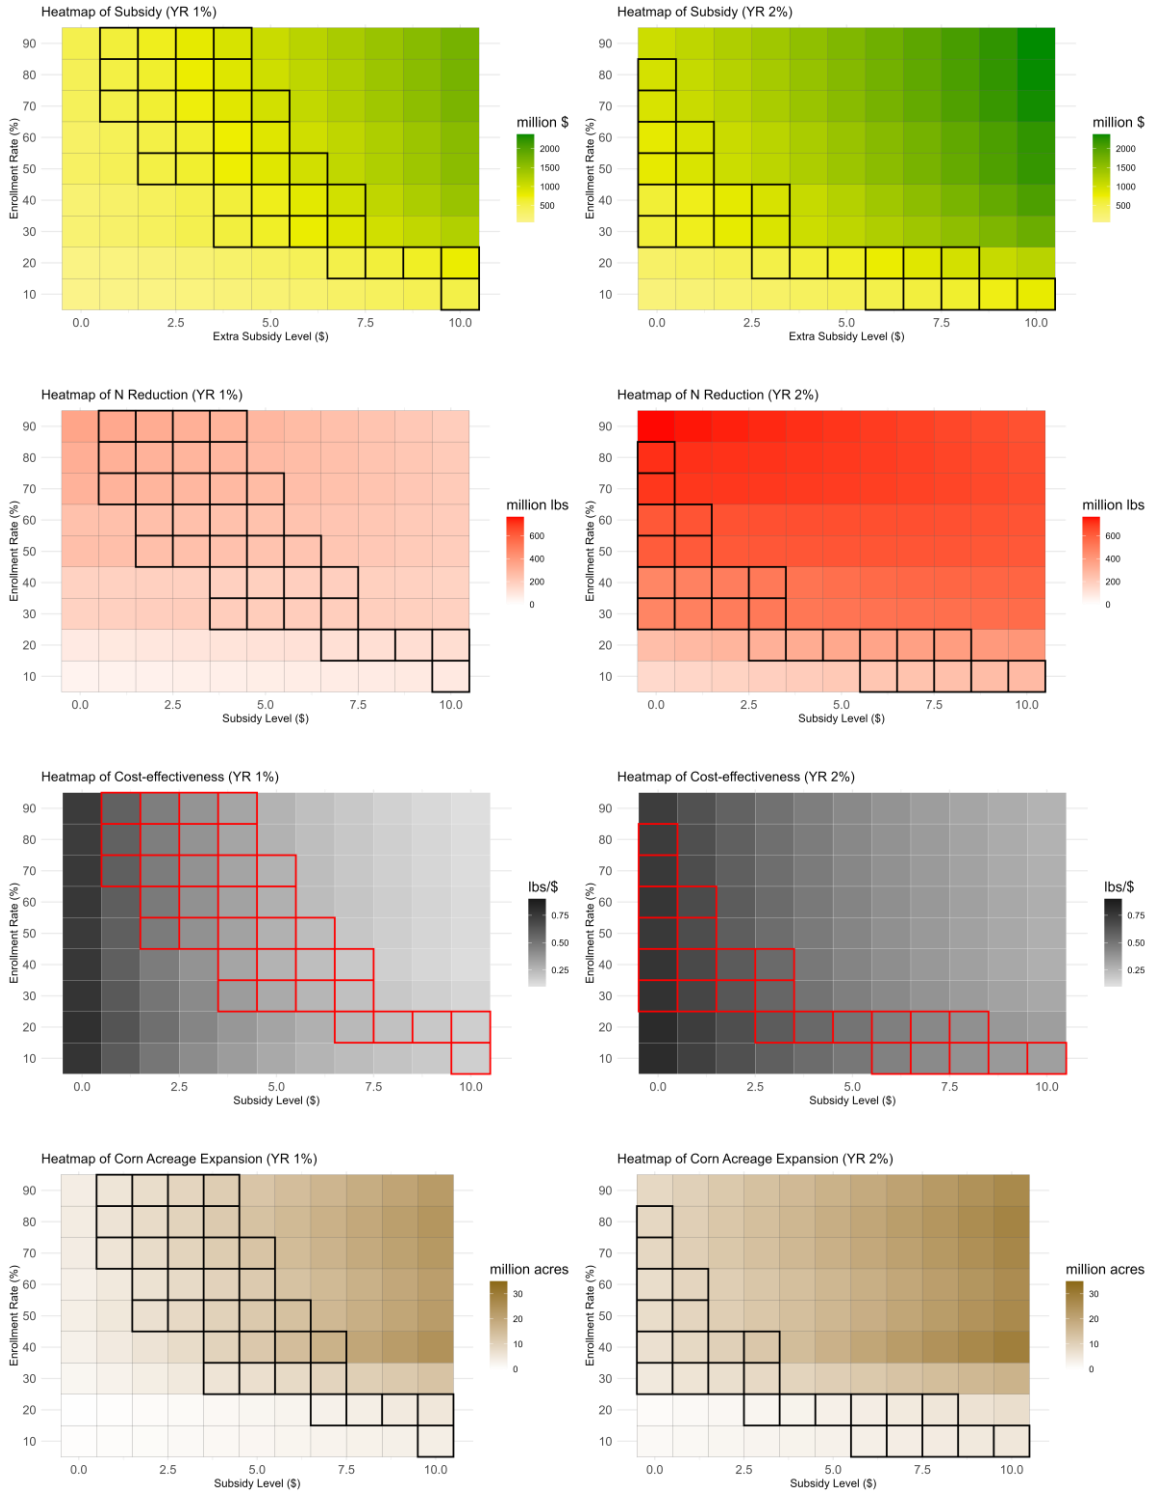 Heatmap of Subsidy (YR 1%)
Enrollment Rate (%)
90
80
70
60
50
40
30
20
10
0.0 2.5 5.0 7.5 10.0
Extra Subsidy Level ($)
million $
2000
1500
1000
500
Heatmap of Subsidy (YR 2%)
Enrollment Rate (%)
90
80
70
60
50
40
30
20
10
0.0 2.5 5.0 7.5 10.0
Extra Subsidy Level ($)
million $
2000
1500
1000
500
Heatmap of N Reduction (YR 1%)
Enrollment Rate (%)
90
80
70
60
50
40
30
20
10
0.0 2.5 5.0 7.5 10.0
Subsidy Level ($)
million lbs
600
400
200
0
Heatmap of N Reduction (YR 2%)
Enrollment Rate (%)
90
80
70
60
50
40
30
20
10
0.0 2.5 5.0 7.5 10.0
Subsidy Level ($)
million lbs
600
400
200
0
Heatmap of Cost-effectiveness (YR 1%)
Enrollment Rate (%)
90
80
70
60
50
40
30
20
10
0.0 2.5 5.0 7.5 10.0
Subsidy Level ($)
lbs/$
0.75
0.50
0.25
Heatmap of Cost-effectiveness (YR 2%)
Enrollment Rate (%)
90
80
70
60
50
40
30
20
10
0.0 2.5 5.0 7.5 10.0
Subsidy Level ($)
lbs/$
0.75
0.50
0.25
Heatmap of Corn Acreage Expansion (YR 1%)
Enrollment Rate (%)
90
80
70
60
50
40
30
20
10
0.0 2.5 5.0 7.5 10.0
Subsidy Level ($)
million acres
30
20
10
0
Heatmap of Corn Acreage Expansion (YR 2%)
Enrollment Rate (%)
90
80
70
60
50
40
30
20
10
0.0 2.5 5.0 7.5 10.0
Subsidy Level ($)
million acres
30
20
10
0